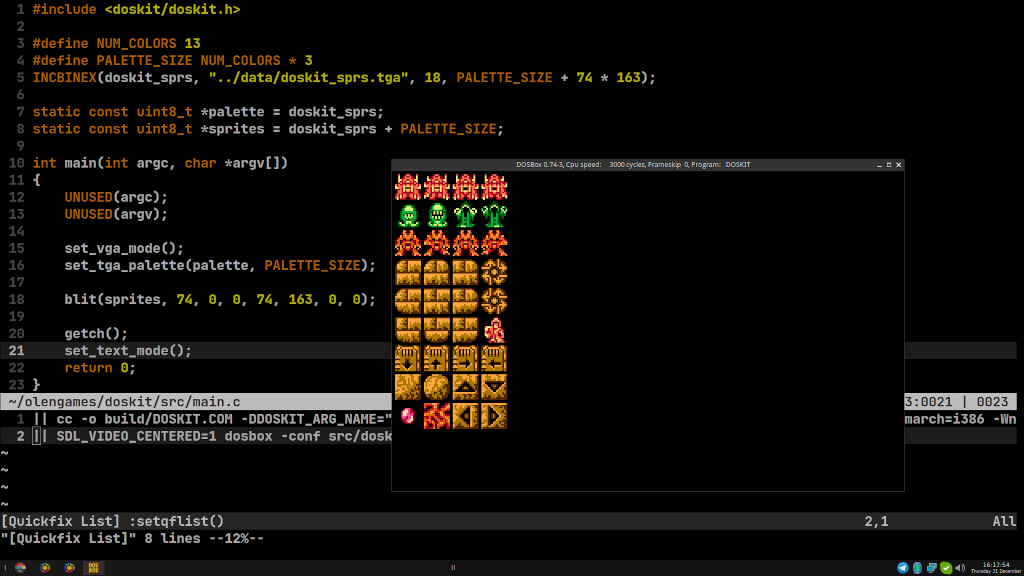 1 #include <doskit/doskit.h>
2
3 #define NUM_COLORS 13
4 #define PALETTE_SIZE NUM_COLORS * 3
5 INCBINEX(doskit_sprs, "../data/doskit_sprs.tga", 18, PALETTE_SIZE + 74 * 163);
6
7 static const uint8_t *palette = doskit_sprs;
8 static const uint8_t *sprites = doskit_sprs + PALETTE_SIZE;
9
10 int main(int argc, char *argv[])
11 {
12 UNUSED(argc);
13 UNUSED(argv);
14
15 set_vga_mode();
16 set_tga_palette(palette, PALETTE_SIZE);
17
18 blit(sprites, 74, 0, 0, 74, 163, 0, 0);
19
20 getch();
21 set_text_mode();
22 return 0;
23 }
DOSBox 0.74-3, Cpu speed: 3000 cycles, Frameskip 0, Program: DOSKIT
~/olengames/doskit/src/main.c 3:0021 | 0023
1 || cc -o build/DOSKIT.COM -DDOSKIT_ARG_NAME=" march=i386 -Wn
2 || SDL_VIDEO_CENTERED=1 dosbox -conf src/dosk
~
~
~
~
[Quickfix List] :setqflist() 2,1 All
"[Quickfix List]" 8 lines --12%--
DOS
BOX
16:17:54
Thursday 31 December